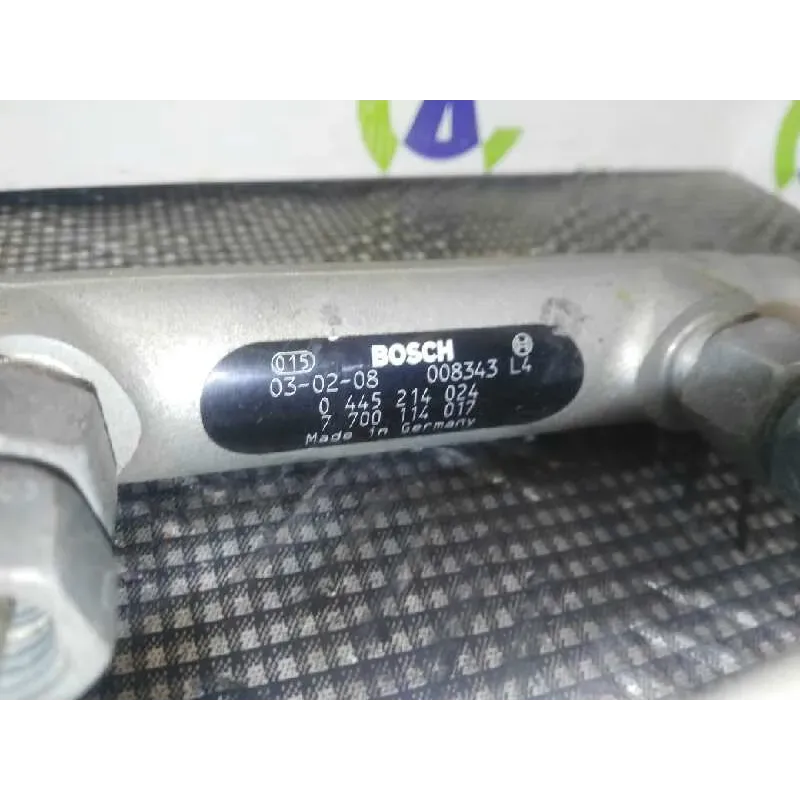 015 BOSCH
03-02-08 008343 L4
0 445 214 024
7 700 114 017
Made in Germany